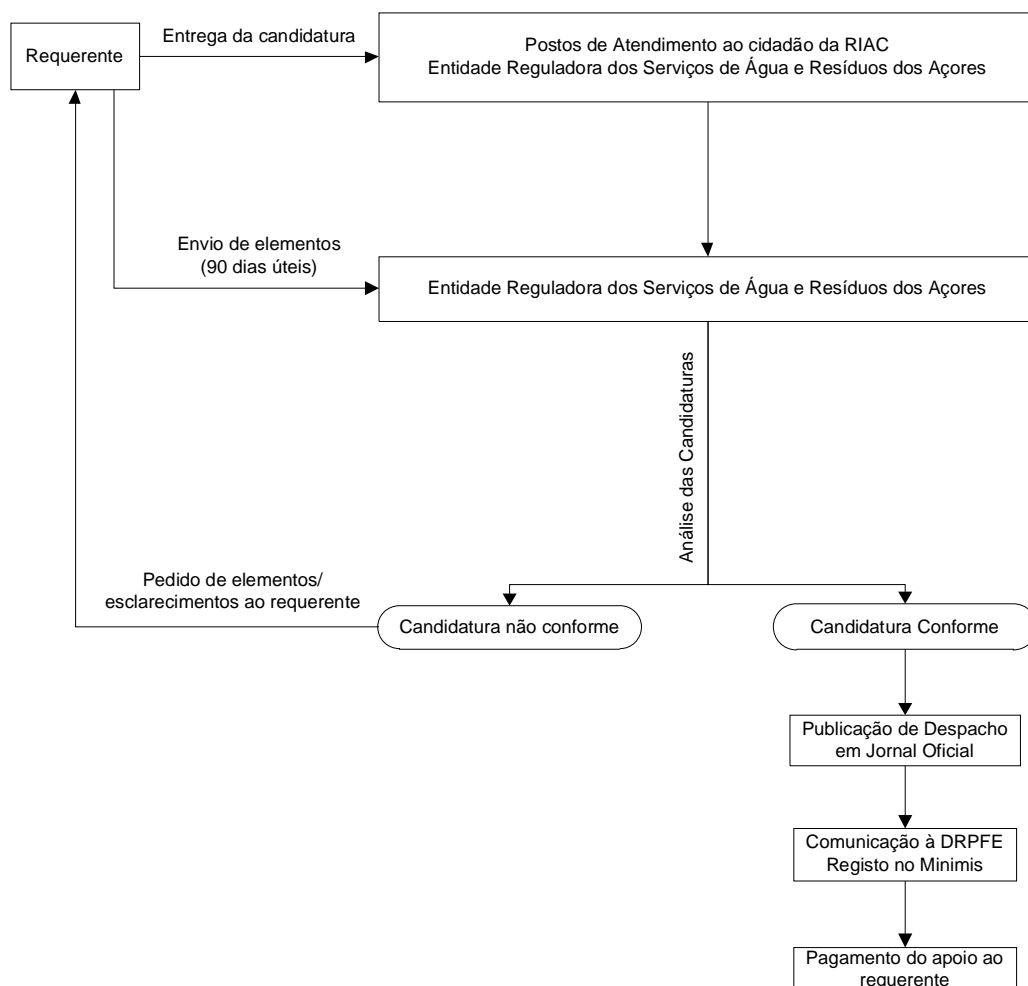 Requerente
Entrega da candidatura
Postos de Atendimento ao cidadão da RIAC
Entidade Reguladora dos Serviços de Água e Resíduos dos Açores
Envio de elementos
(90 dias úteis)
Entidade Reguladora dos Serviços de Água e Resíduos dos Açores
Análise das Candidaturas
Pedido de elementos/
esclarecimentos ao requerente
Candidatura não conforme
Candidatura Conforme
Publicação de Despacho
em Jornal Oficial
Comunicação à DRPFE
Registo no Minimis
Pagamento do apoio ao
requerente